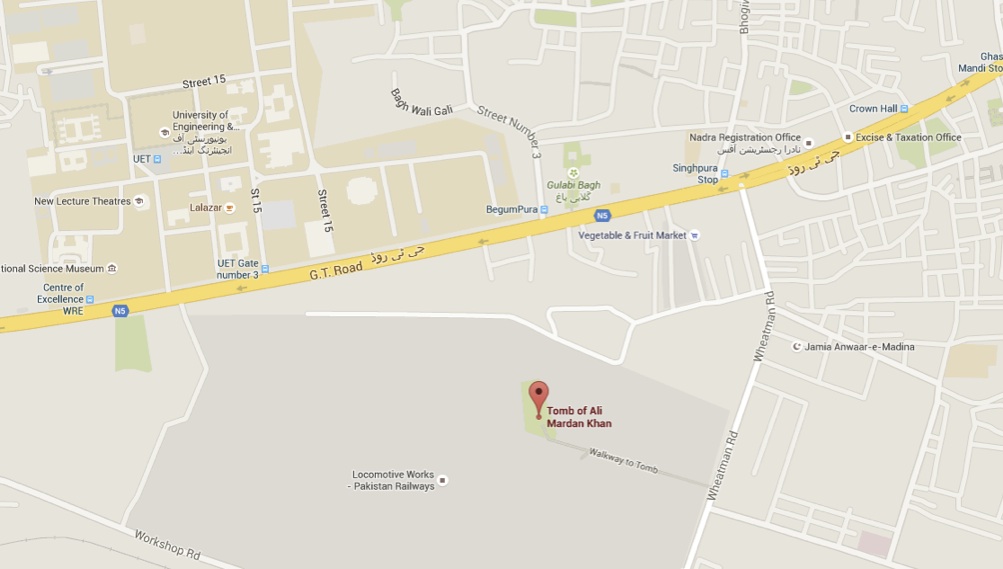 Bhogiw
Ghas
Mandi Sto
Street 15
Bagh Wali Gali
Street Number 3
Crown Hall
University of
Engineering &...
یونیورسٹی آف
انجینئرنگ اینڈ...
Nadra Registration Office
نادرا رجسٹریشن آفس
Excise & Taxation Office
UET
Singhpura
Stop
جی ٹی روڈ
Gulabi Bagh
گلابی باغ
New Lecture Theatres
Lalazar
St 15
Street 15
BegumPura
N5
Vegetable & Fruit Market
tional Science Museum
UET Gate
number 3
G.T. Road
جی ٹی روڈ
Centre of
Excellence
WRE
N5
Wheatman Rd
Jamia Anwaar-e-Madina
Tomb of Ali
Mardan Khan
Walkway to Tomb
Locomotive Works
- Pakistan Railways
Wheatman Rd
Workshop Rd